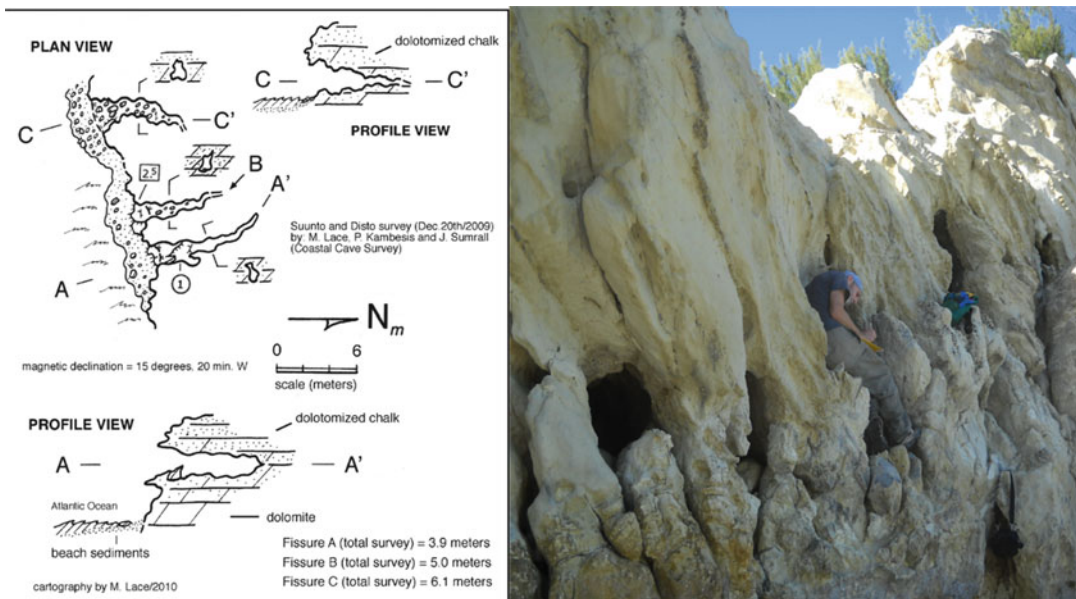 PLAN VIEW
dolotomized chalk
C
C'
PROFILE VIEW
C
C'
2.5
B
A'
Suunto and Disto survey (Dec.20th/2009)
by: M. Lace, P. Kambesis and J. Sumrall
(Coastal Cave Survey)
A
1
Nm
magnetic declination = 15 degrees, 20 min. W
0 6
scale (meters)
PROFILE VIEW
dolotomized chalk
A
A'
Atlantic Ocean
dolomite
beach sediments
Fissure A (total survey) = 3.9 meters
Fissure B (total survey) = 5.0 meters
Fissure C (total survey) = 6.1 meters
cartography by M. Lace/2010